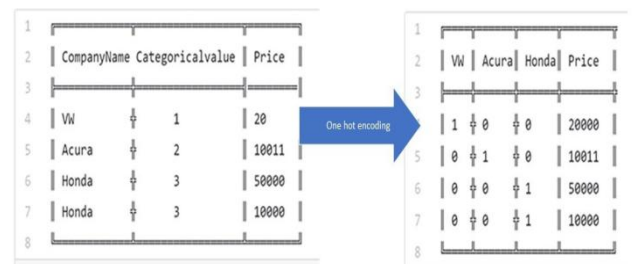 1
2 CompanyName Categoricalvalue Price
3
4 VW 1 20
5 Acura 2 10011
6 Honda 3 50000
7 Honda 3 10000
8
One hot encoding
1
2 VW Acura Honda Price
3
1 0 0 20000
5 0 1 0 10011
6 0 0 1 50000
7 0 0 1 10000
8